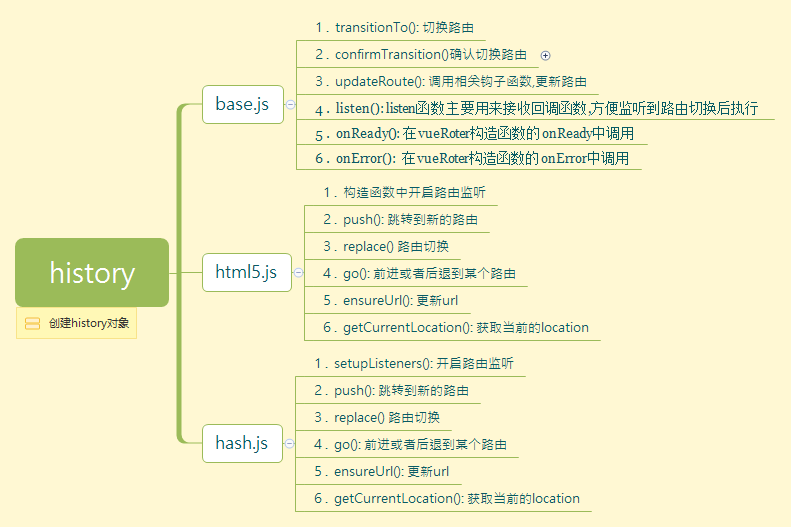 history
创建history对象
base.js
1. transitionTo(): 切换路由
2. confirmTransition()确认切换路由
3. updateRoute(): 调用相关钩子函数,更新路由
4. listen(): listen函数主要用来接收回调函数,方便监听到路由切换后执行
5. onReady(): 在 vueRoter构造函数的 onReady中调用
6. onError(): 在 vueRoter构造函数的 onError中调用
html5.js
1. 构造函数中开启路由监听
2. push(): 跳转到新的路由
3. replace() 路由切换
4. go(): 前进或者后退到某个路由
5. ensureUrl(): 更新url
6. getCurrentLocation(): 获取当前的location
hash.js
1. setupListeners(): 开启路由监听
2. push(): 跳转到新的路由
3. replace() 路由切换
4. go(): 前进或者后退到某个路由
5. ensureUrl(): 更新url
6. getCurrentLocation(): 获取当前的location